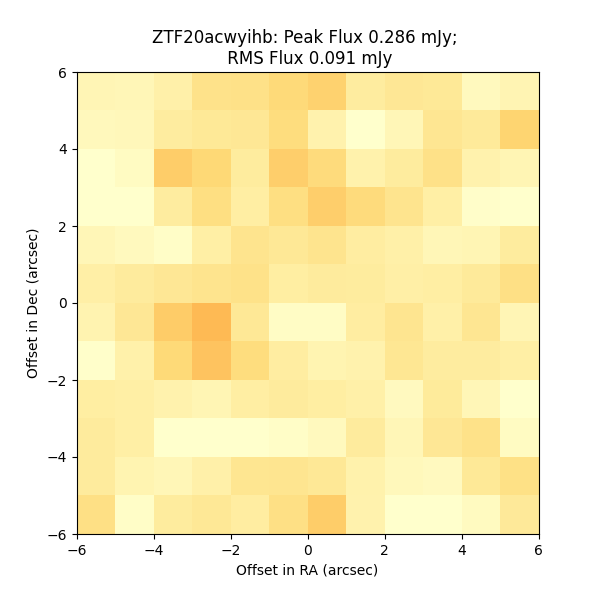 ZTF20acwyihb: Peak Flux 0.286 mJy;
RMS Flux 0.091 mJy
6
4
2
0
−2
−4
−6
Offset in Dec (arcsec)
−6 −4 −2 0 2 4 6
Offset in RA (arcsec)